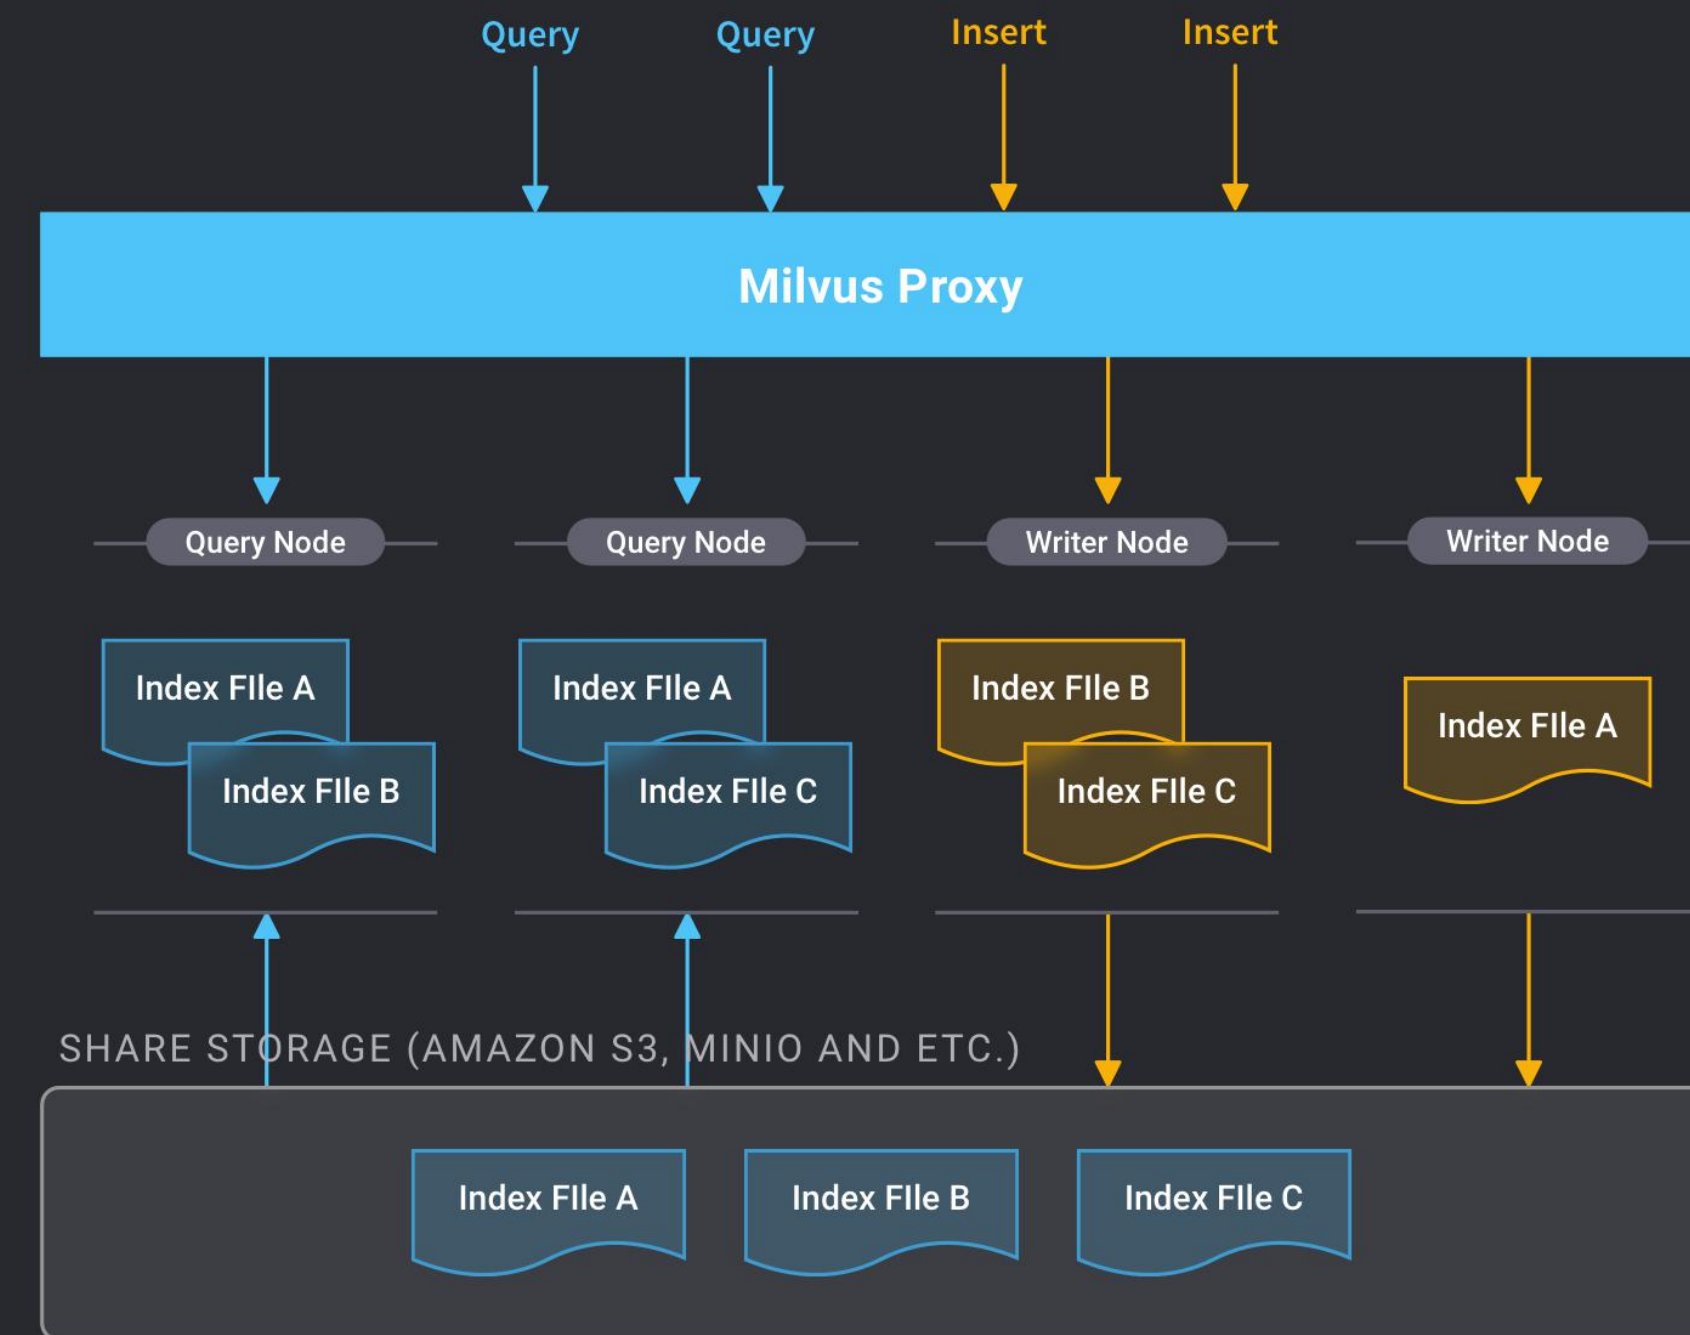 Query
Query
Insert
Insert
Milvus Proxy
Query Node
Query Node
Writer Node
Writer Node
Index FIle A
Index FIle B
Index FIle A
Index FIle C
Index FIle B
Index FIle C
Index FIle A
SHARE STORAGE (AMAZON S3, MINIO AND ETC.)
Index FIle A
Index FIle B
Index FIle C